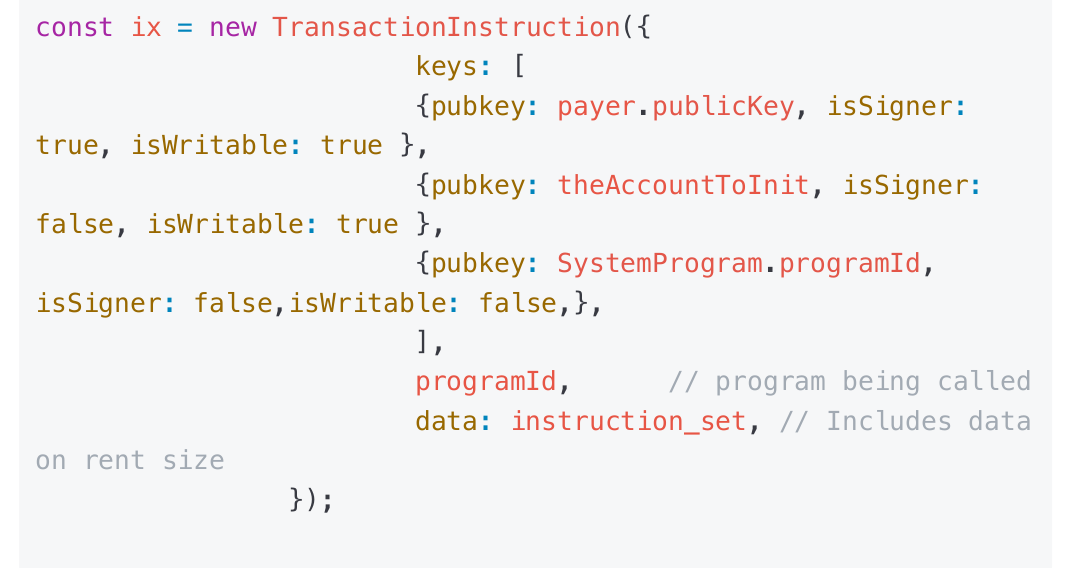 const ix = new TransactionInstruction({
keys: [
{pubkey: payer.publicKey, isSigner:
true, isWritable: true },
{pubkey: theAccountToInit, isSigner:
false, isWritable: true },
{pubkey: SystemProgram.programId,
isSigner: false,isWritable: false,},
],
programId, // program being called
data: instruction_set, // Includes data
on rent size
});